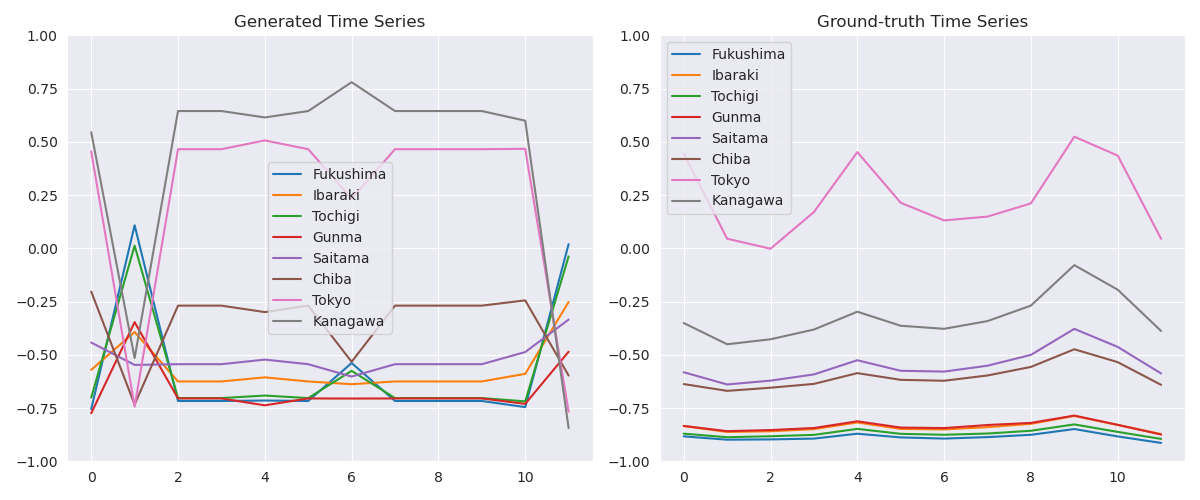 Generated Time Series
1.00
0.75
0.50
0.25
0.00
−0.25
−0.50
−0.75
−1.00
0 2 4 6 8 10
Fukushima
Ibaraki
Tochigi
Gunma
Saitama
Chiba
Tokyo
Kanagawa
Ground-truth Time Series
1.00
0.75
0.50
0.25
0.00
−0.25
−0.50
−0.75
−1.00
0 2 4 6 8 10
Fukushima
Ibaraki
Tochigi
Gunma
Saitama
Chiba
Tokyo
Kanagawa